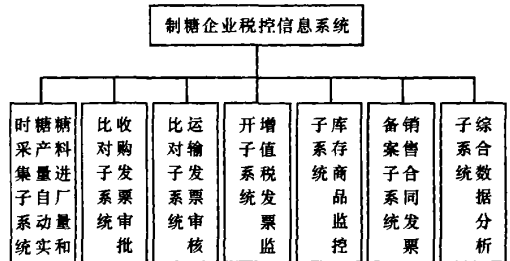 制糖企业税控信息系统
糖料进厂量和
糖产量自动实
时采集子系统
收购发票审批
比对子系统
运输发票审核
比对子系统
增值税发票监
开子系统
库存商品监控
子系统
销售合同发票
备案子系统
综合数据分析
子系统